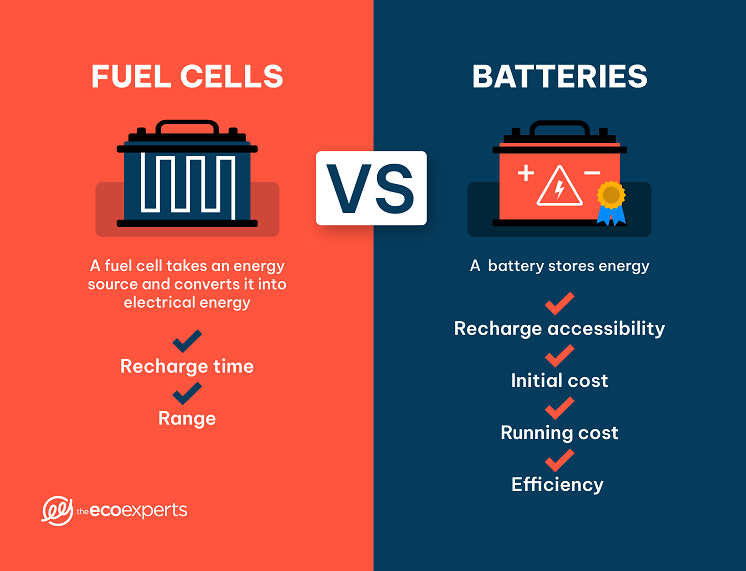 FUEL CELLS
A fuel cell takes an energy
source and converts it into
electrical energy
Recharge time
Range
VS
BATTERIES
+ −
A battery stores energy
Recharge accessibility
Initial cost
Running cost
Efficiency
theecoexperts